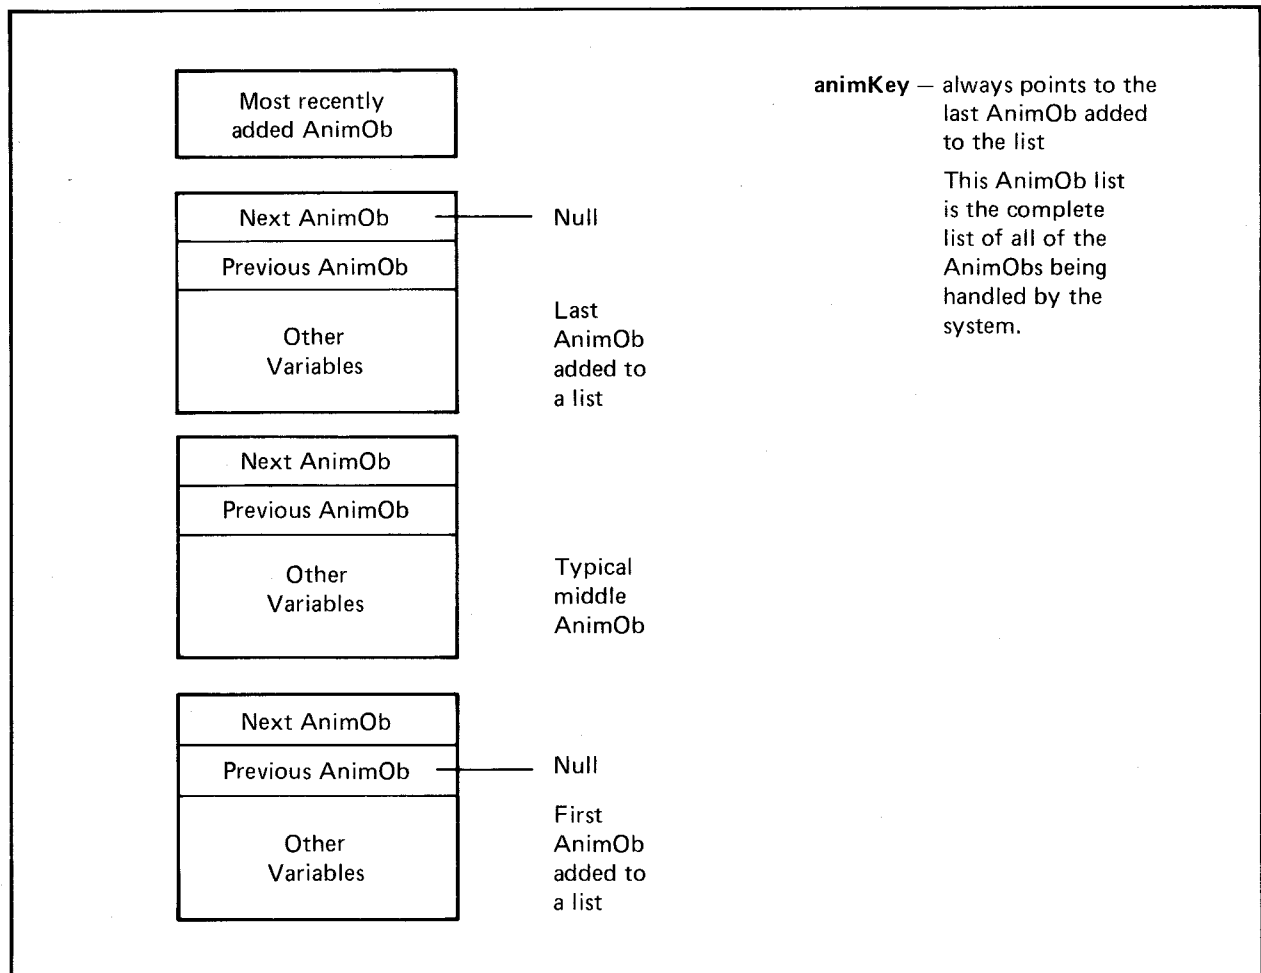 Most recently
added AnimOb
animKey — always points to the
last AnimOb added
to the list
This AnimOb list
is the complete
list of all of the
AnimObs being
handled by the
system.
Next AnimOb
Null
Previous AnimOb
Other
Variables
Last
AnimOb
added to
a list
Next AnimOb
Previous AnimOb
Other
Variables
Typical
middle
AnimOb
Next AnimOb
Previous AnimOb
Null
Other
Variables
First
AnimOb
added to
a list